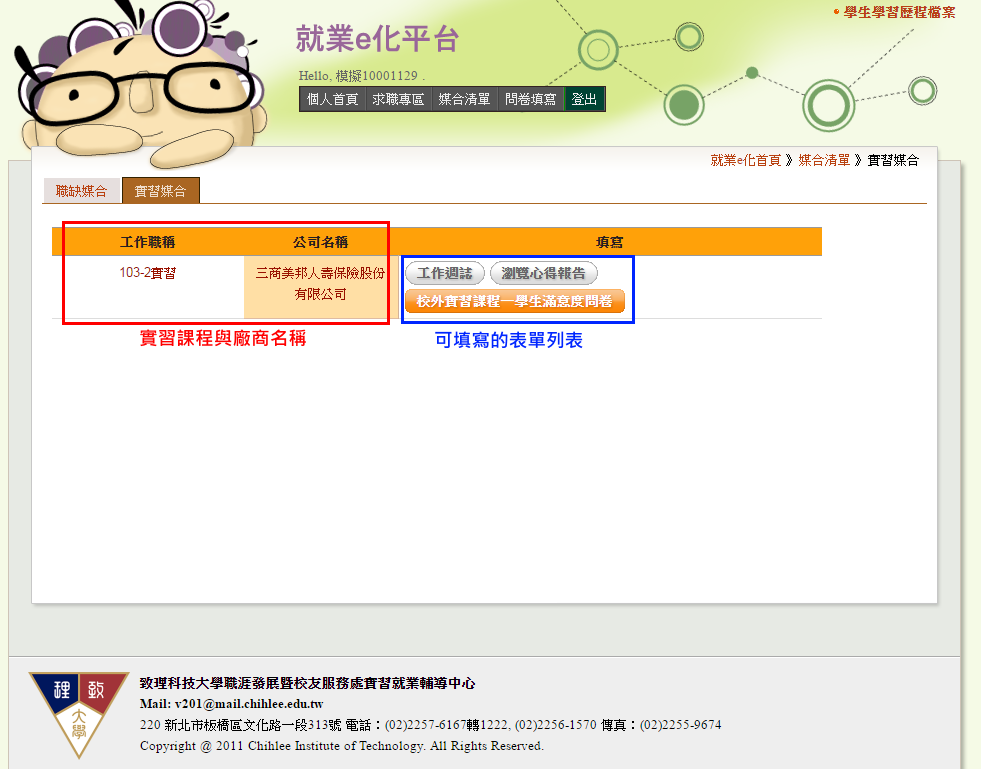 學生學習歷程檔案
就業e化平台
Hello, 模擬10001129 .
個人首頁 求職專區 媒合清單 問卷填寫 登出
就業e化首頁 》 媒合清單 》 實習媒合
職缺媒合 實習媒合
工作職稱 公司名稱 填寫
103-2實習 三商美邦人壽保險股份有限公司 工作週誌 瀏覽心得報告
校外實習課程－學生滿意度問卷
實習課程與廠商名稱 可填寫的表單列表
理 致
大學
致理科技大學職涯發展暨校友服務處實習就業輔導中心
Mail: v201@mail.chihlee.edu.tw
220 新北市板橋區文化路一段313號 電話：(02)2257-6167轉1222, (02)2256-1570 傳真：(02)2255-9674
Copyright @ 2011 Chihlee Institute of Technology. All Rights Reserved.